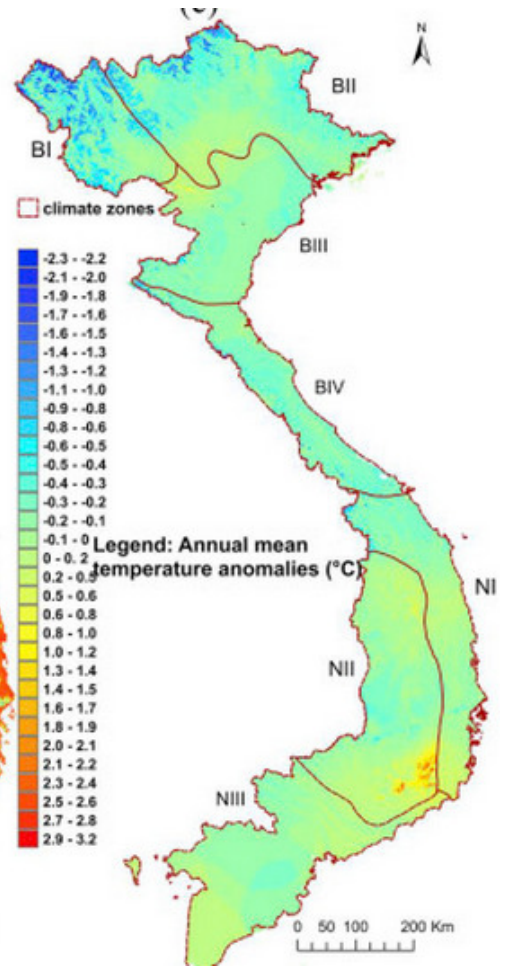 (c)
N
BII
BI
climate zones
BIII
-2.3 - -2.2
-2.1 - -2.0
-1.9 - -1.8
-1.7 - -1.6
-1.6 - -1.5
-1.4 - -1.3
-1.3 - -1.2
-1.1 - -1.0
-0.9 - -0.8
-0.8 - -0.6
-0.6 - -0.5
-0.5 - -0.4
-0.4 - -0.3
-0.3 - -0.2
-0.2 - -0.1
-0.1 - 0
0 - 0. 2
0.2 - 0.5
0.5 - 0.6
0.6 - 0.8
0.8 - 1.0
1.0 - 1.2
1.3 - 1.4
1.4 - 1.5
1.6 - 1.7
1.8 - 1.9
2.0 - 2.1
2.2 - 2.2
2.3 - 2.4
2.5 - 2.6
2.7 - 2.8
2.9 - 3.2
BIV
Legend: Annual mean
temperature anomalies (°C)
NI
NII
NIII
0 50 100 200 Km